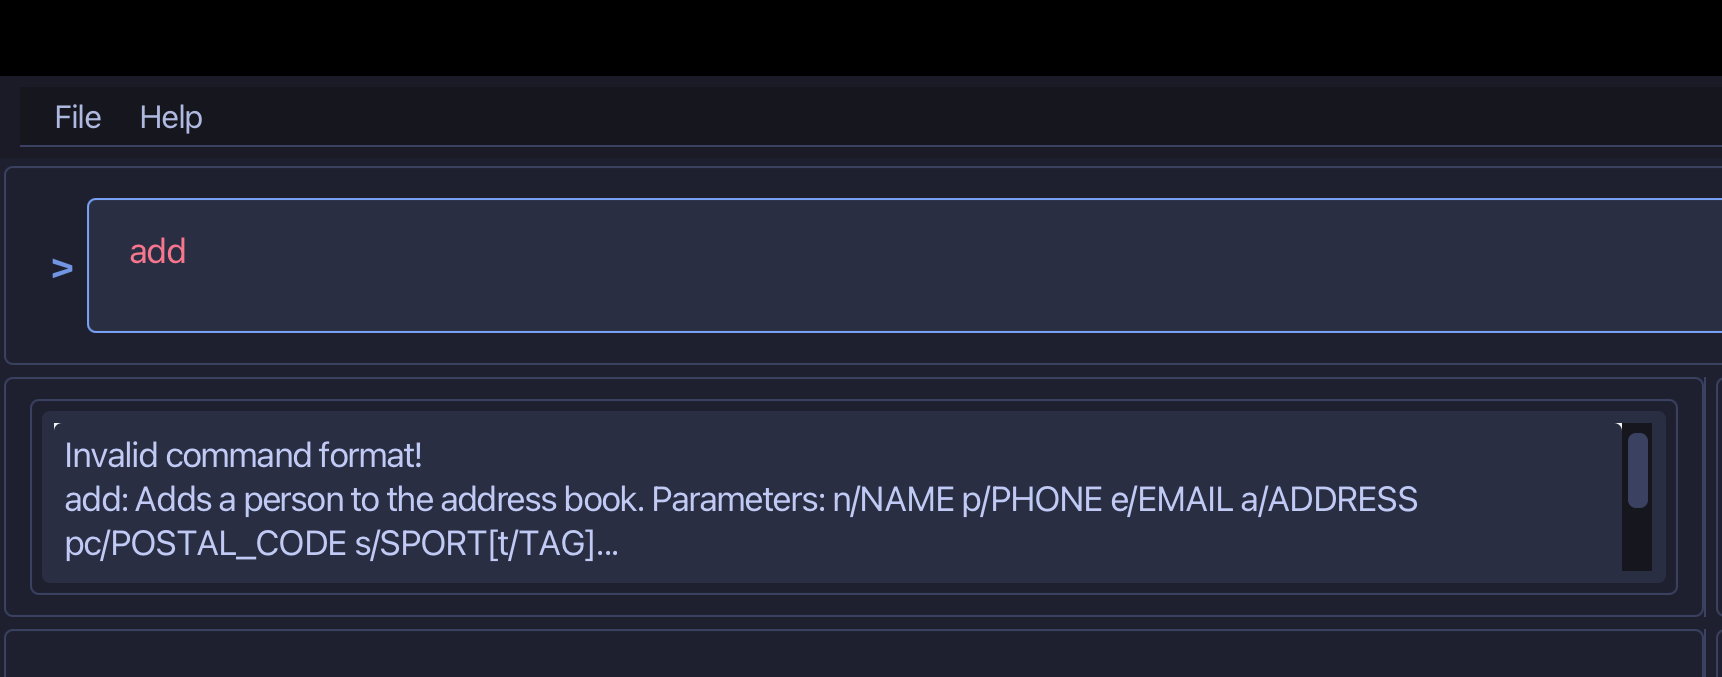 File Help
> add
Invalid command format!
add: Adds a person to the address book. Parameters: n/NAME p/PHONE e/EMAIL a/ADDRESS
pc/POSTAL_CODE s/SPORT[t/TAG]...